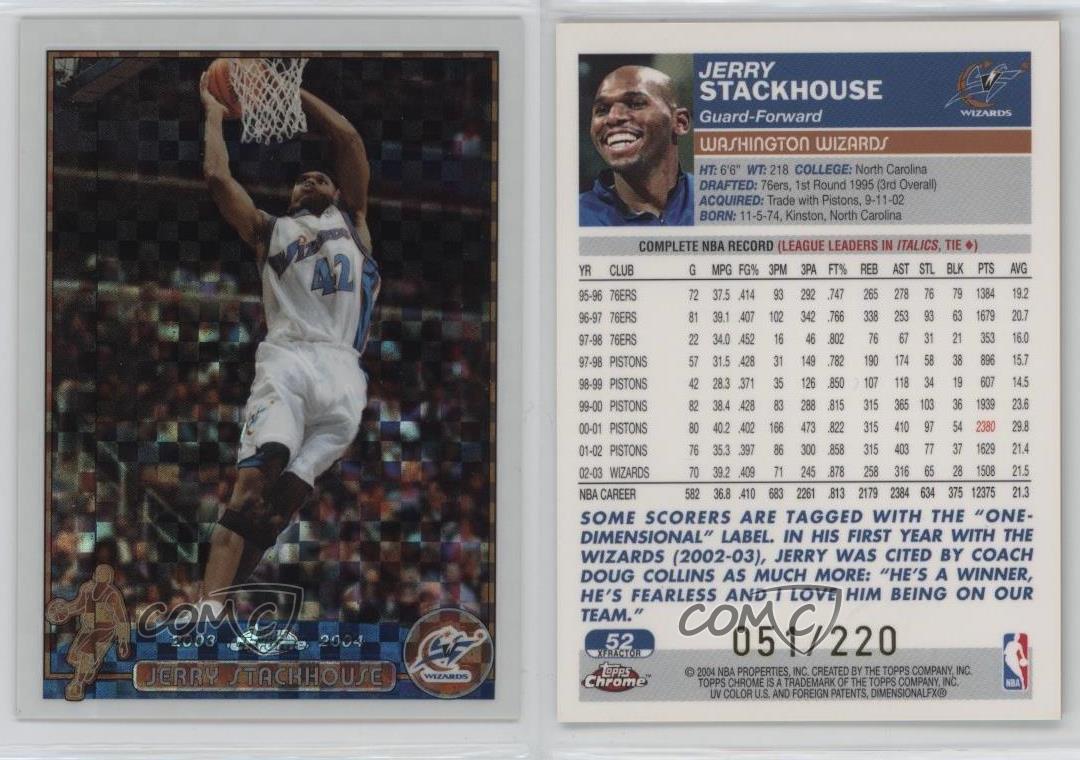 WIZARDS
42
COMC
2003 2004
JERRY STACKHOUSE
WIZARDS
JERRY
STACKHOUSE
Guard-Forward
WIZARDS
WASHINGTON WIZARDS
HT: 6'6" WT: 218 COLLEGE: North Carolina
DRAFTED: 76ers, 1st Round 1995 (3rd Overall)
ACQUIRED: Trade with Pistons, 9-11-02
BORN: 11-5-74, Kinston, North Carolina
COMPLETE NBA RECORD (LEAGUE LEADERS IN ITALICS, TIE ♦)
YR CLUB G MPG FG% 3PM 3PA FT% REB AST STL BLK PTS AVG
95-96 76ERS 72 37.5 .414 93 292 .747 265 278 76 79 1384 19.2
96-97 76ERS 81 39.1 .407 102 342 .766 338 253 93 63 1679 20.7
97-98 76ERS 22 34.0 .452 16 46 .802 76 67 31 21 353 16.0
97-98 PISTONS 57 31.5 .428 31 149 .782 190 174 58 38 896 15.7
98-99 PISTONS 42 28.3 .371 35 126 .850 107 118 34 19 607 14.5
99-00 PISTONS 82 38.4 .428 83 288 .815 315 365 103 36 1939 23.6
00-01 PISTONS 80 40.2 .402 166 473 .822 315 410 97 54 2380 29.8
01-02 PISTONS 76 35.3 .397 86 300 .858 315 403 77 37 1629 21.4
02-03 WIZARDS 70 39.2 .409 71 245 .878 258 316 65 28 1508 21.5
NBA CAREER 582 36.8 .410 683 2261 .813 2179 2384 634 375 12375 21.3
SOME SCORERS ARE TAGGED WITH THE "ONE-
DIMENSIONAL" LABEL. IN HIS FIRST YEAR WITH THE
WIZARDS (2002-03), JERRY WAS CITED BY COACH
DOUG COLLINS AS MUCH MORE: "HE'S A WINNER,
HE'S FEARLESS AND I LOVE HIM BEING ON OUR
TEAM."
COMC
52
XFRACTOR
051/220
Topps
Chrome™
© 2004 NBA PROPERTIES, INC. CREATED BY THE TOPPS COMPANY, INC.
TOPPS CHROME IS A TRADEMARK OF THE TOPPS COMPANY, INC.
UV COLOR U.S. AND FOREIGN PATENTS, DIMENSIONALFX®
NBA